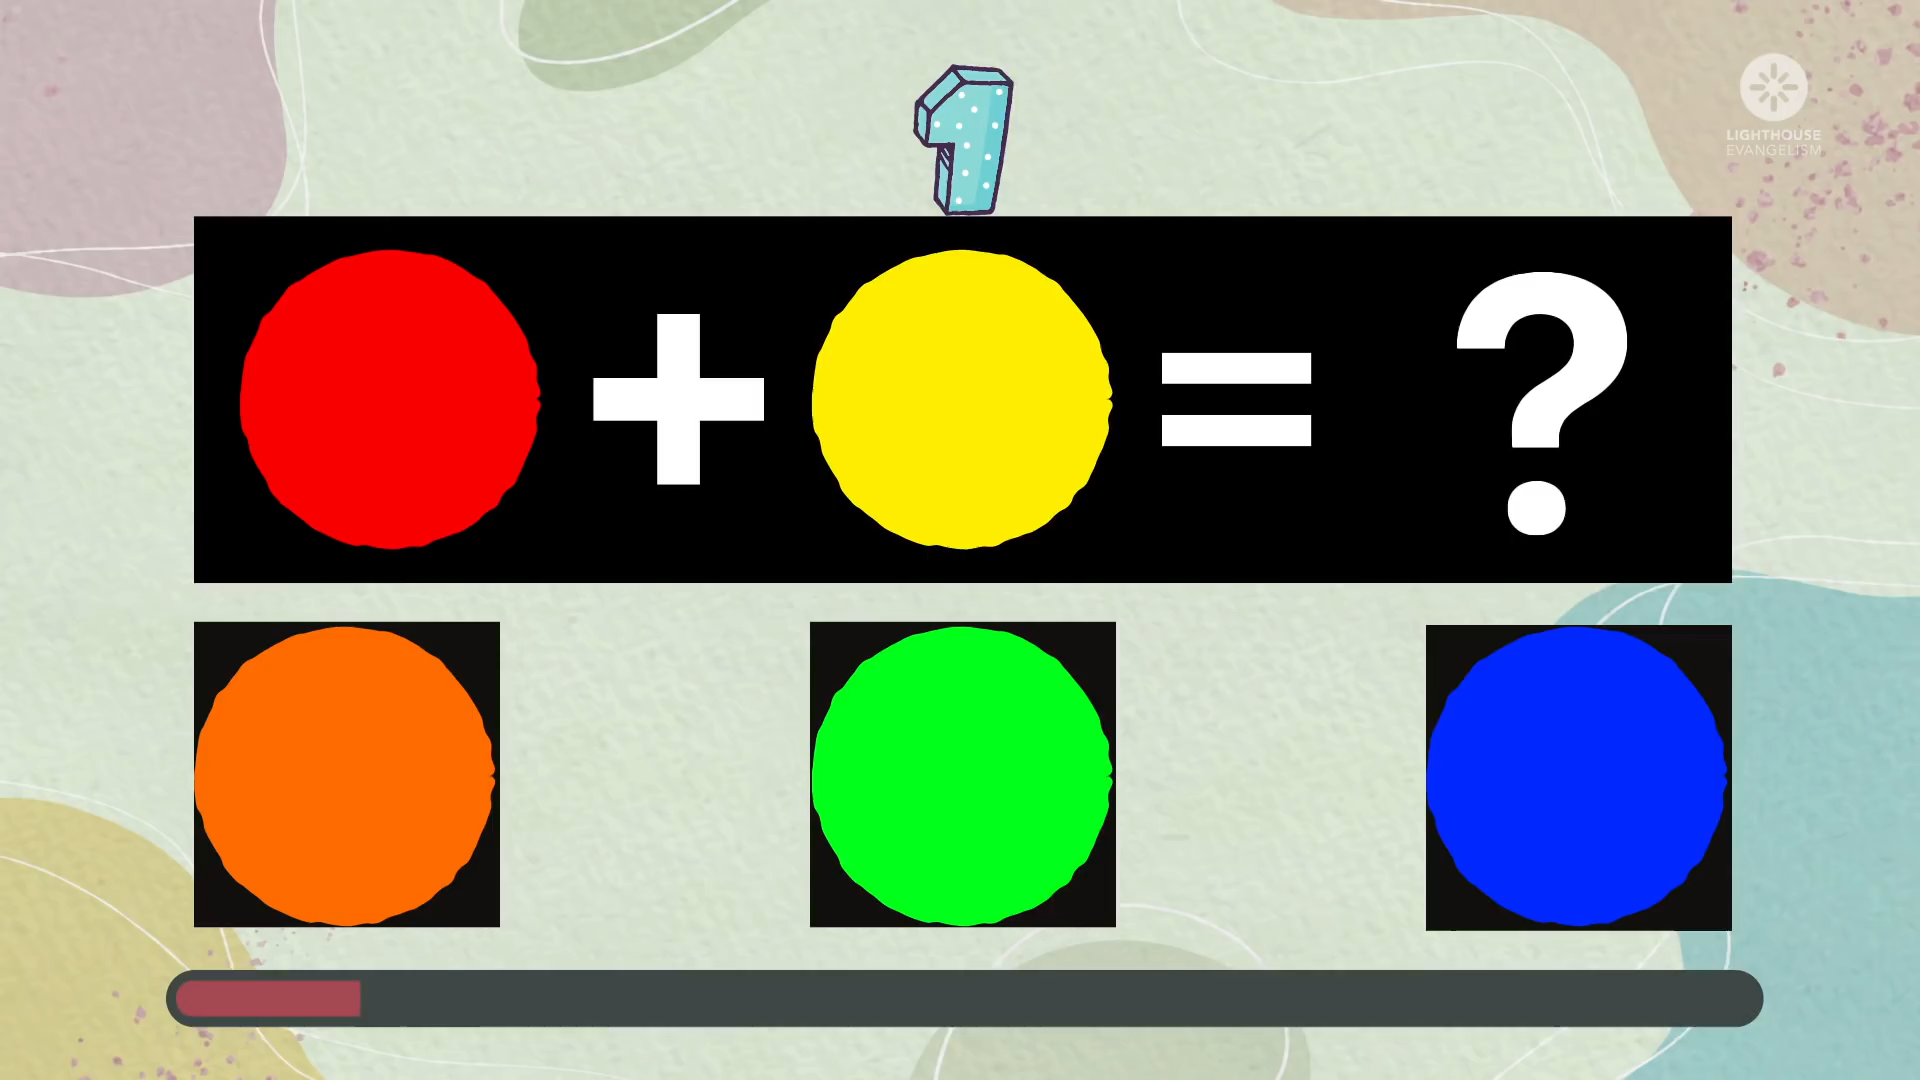 1
+ = ?
LIGHTHOUSE
EVANGELISM